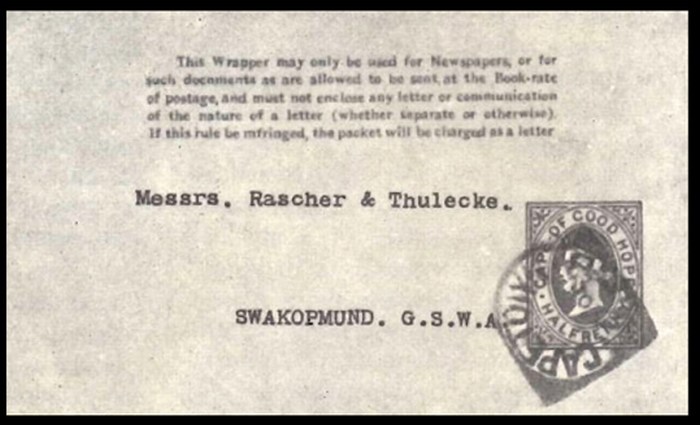 This Wrapper may only be used for Newspapers, or for
such documents as are allowed to be sent at the Book-rate
of postage, and must not enclose any letter or communication
of the nature of a letter (whether separate or otherwise).
If this rule be mfringed, the packet will be charged as a letter
Messrs. Rascher & Thulecke.
CAPE OF GOOD HOPE
HALFPENNY
SWAKOPMUND. G.S.W.A